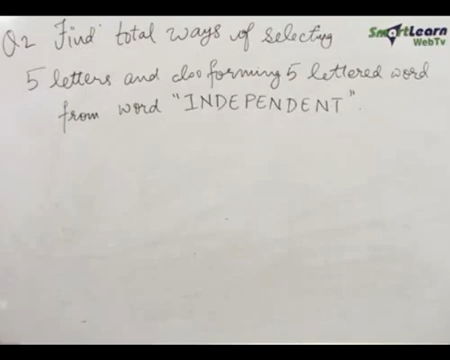 SmartLearn
WebTv
Q2 Find total ways of selecting
5 letters and also forming 5 lettered word
from word "INDEPENDENT".